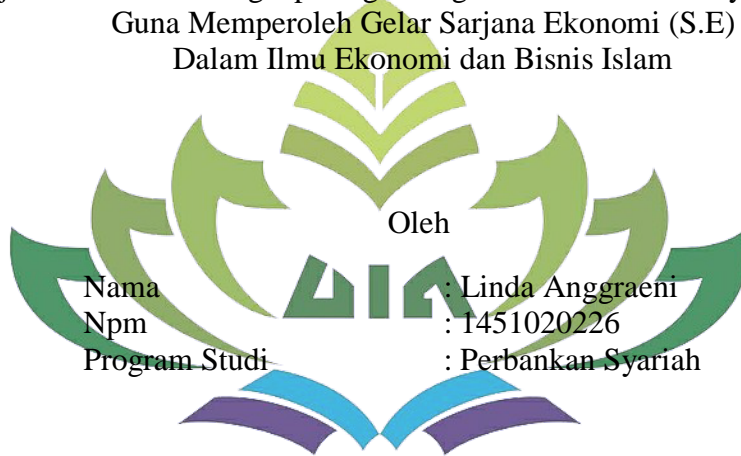 Guna Memperoleh Gelar Sarjana Ekonomi (S.E)
Dalam Ilmu Ekonomi dan Bisnis Islam
Oleh
UIN
Nama : Linda Anggraeni
Npm : 1451020226
Program Studi : Perbankan Syariah